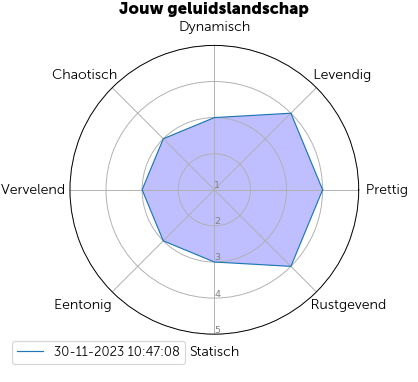 Jouw geluidslandschap
Dynamisch
Chaotisch
Levendig
Vervelend
1
Prettig
2
3
4
Eentonig
Rustgevend
5
30-11-2023 10:47:08
Statisch